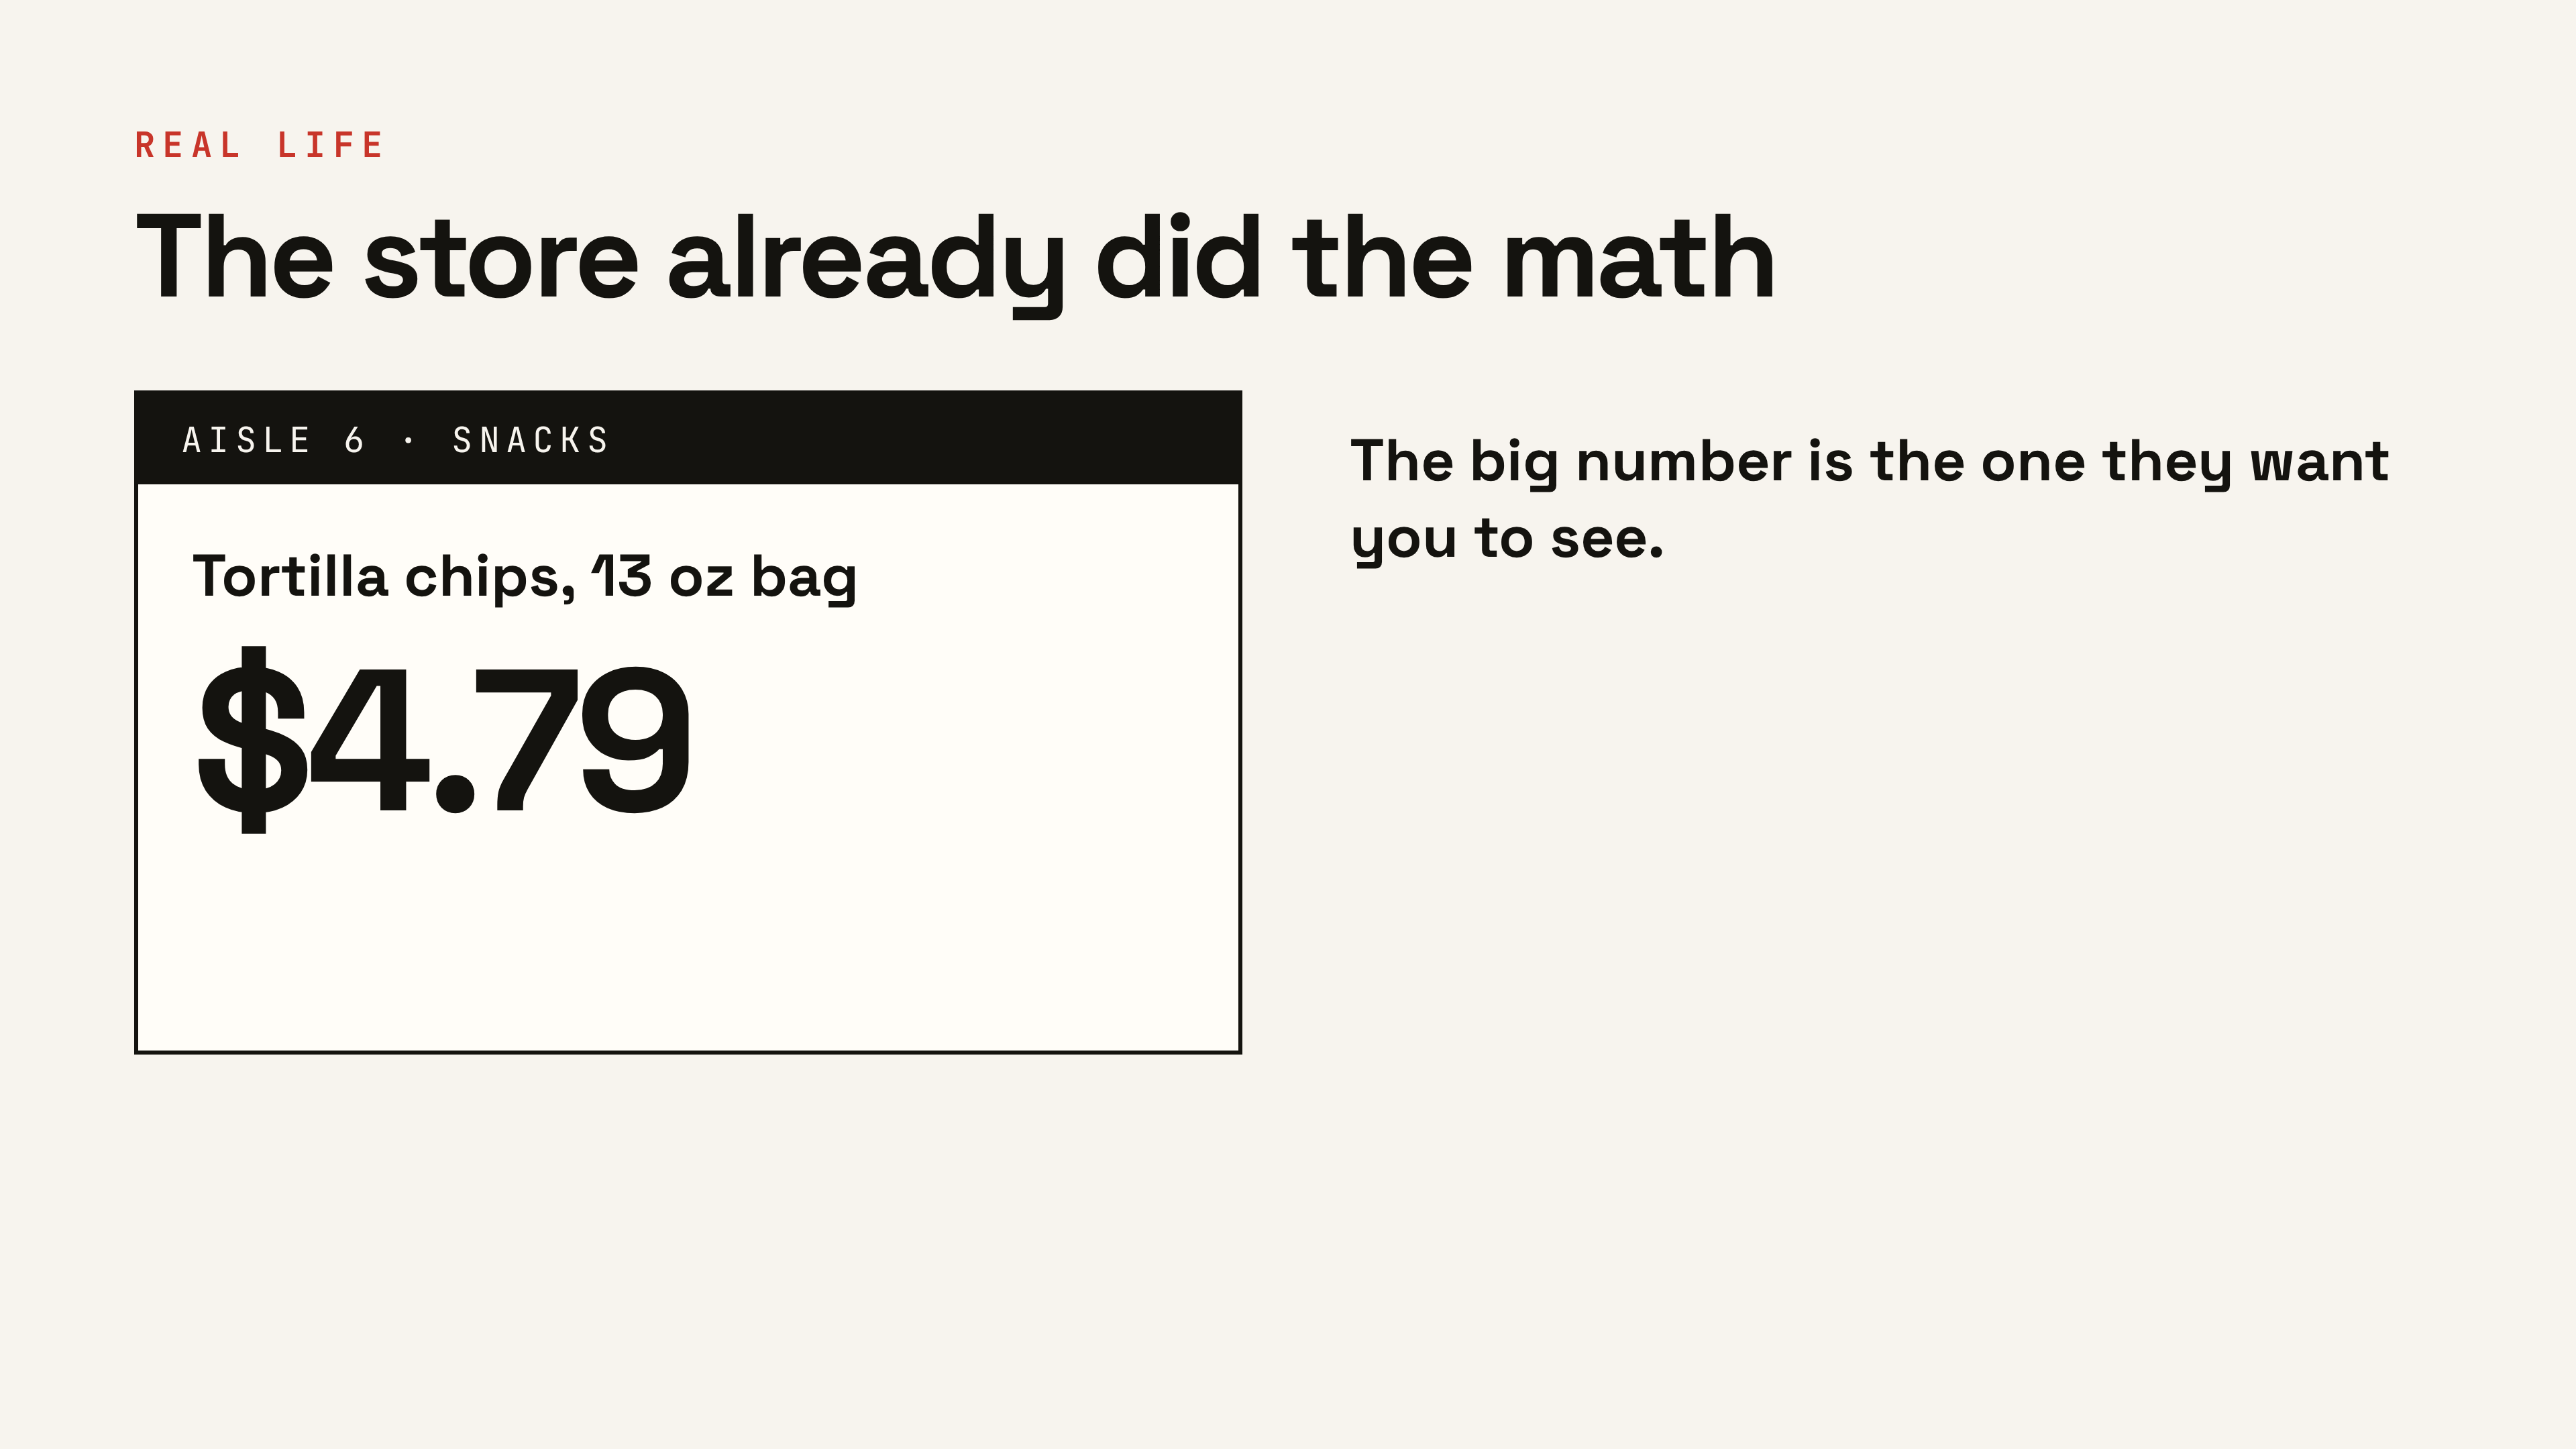 REAL LIFE
The store already did the math
AISLE 6 · SNACKS
Tortilla chips, 13 oz bag
$4.79
The big number is the one they want
you to see.